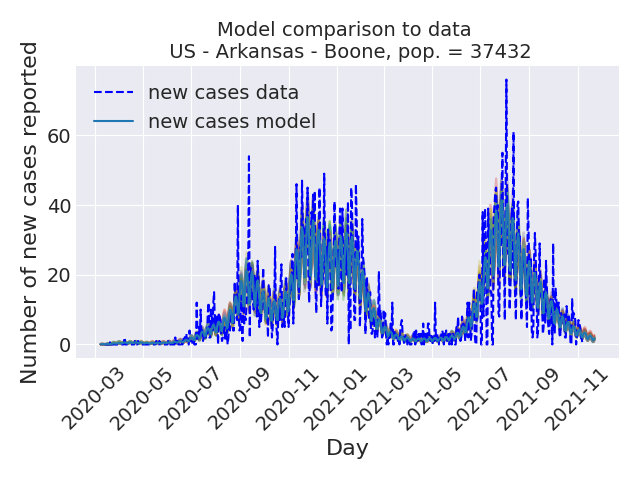 Model comparison to data
US - Arkansas - Boone, pop. = 37432
Number of new cases reported
new cases data
new cases model
60
40
20
0
2020-03
2020-05
2020-07
2020-09
2020-11
2021-01
2021-03
2021-05
2021-07
2021-09
2021-11
Day